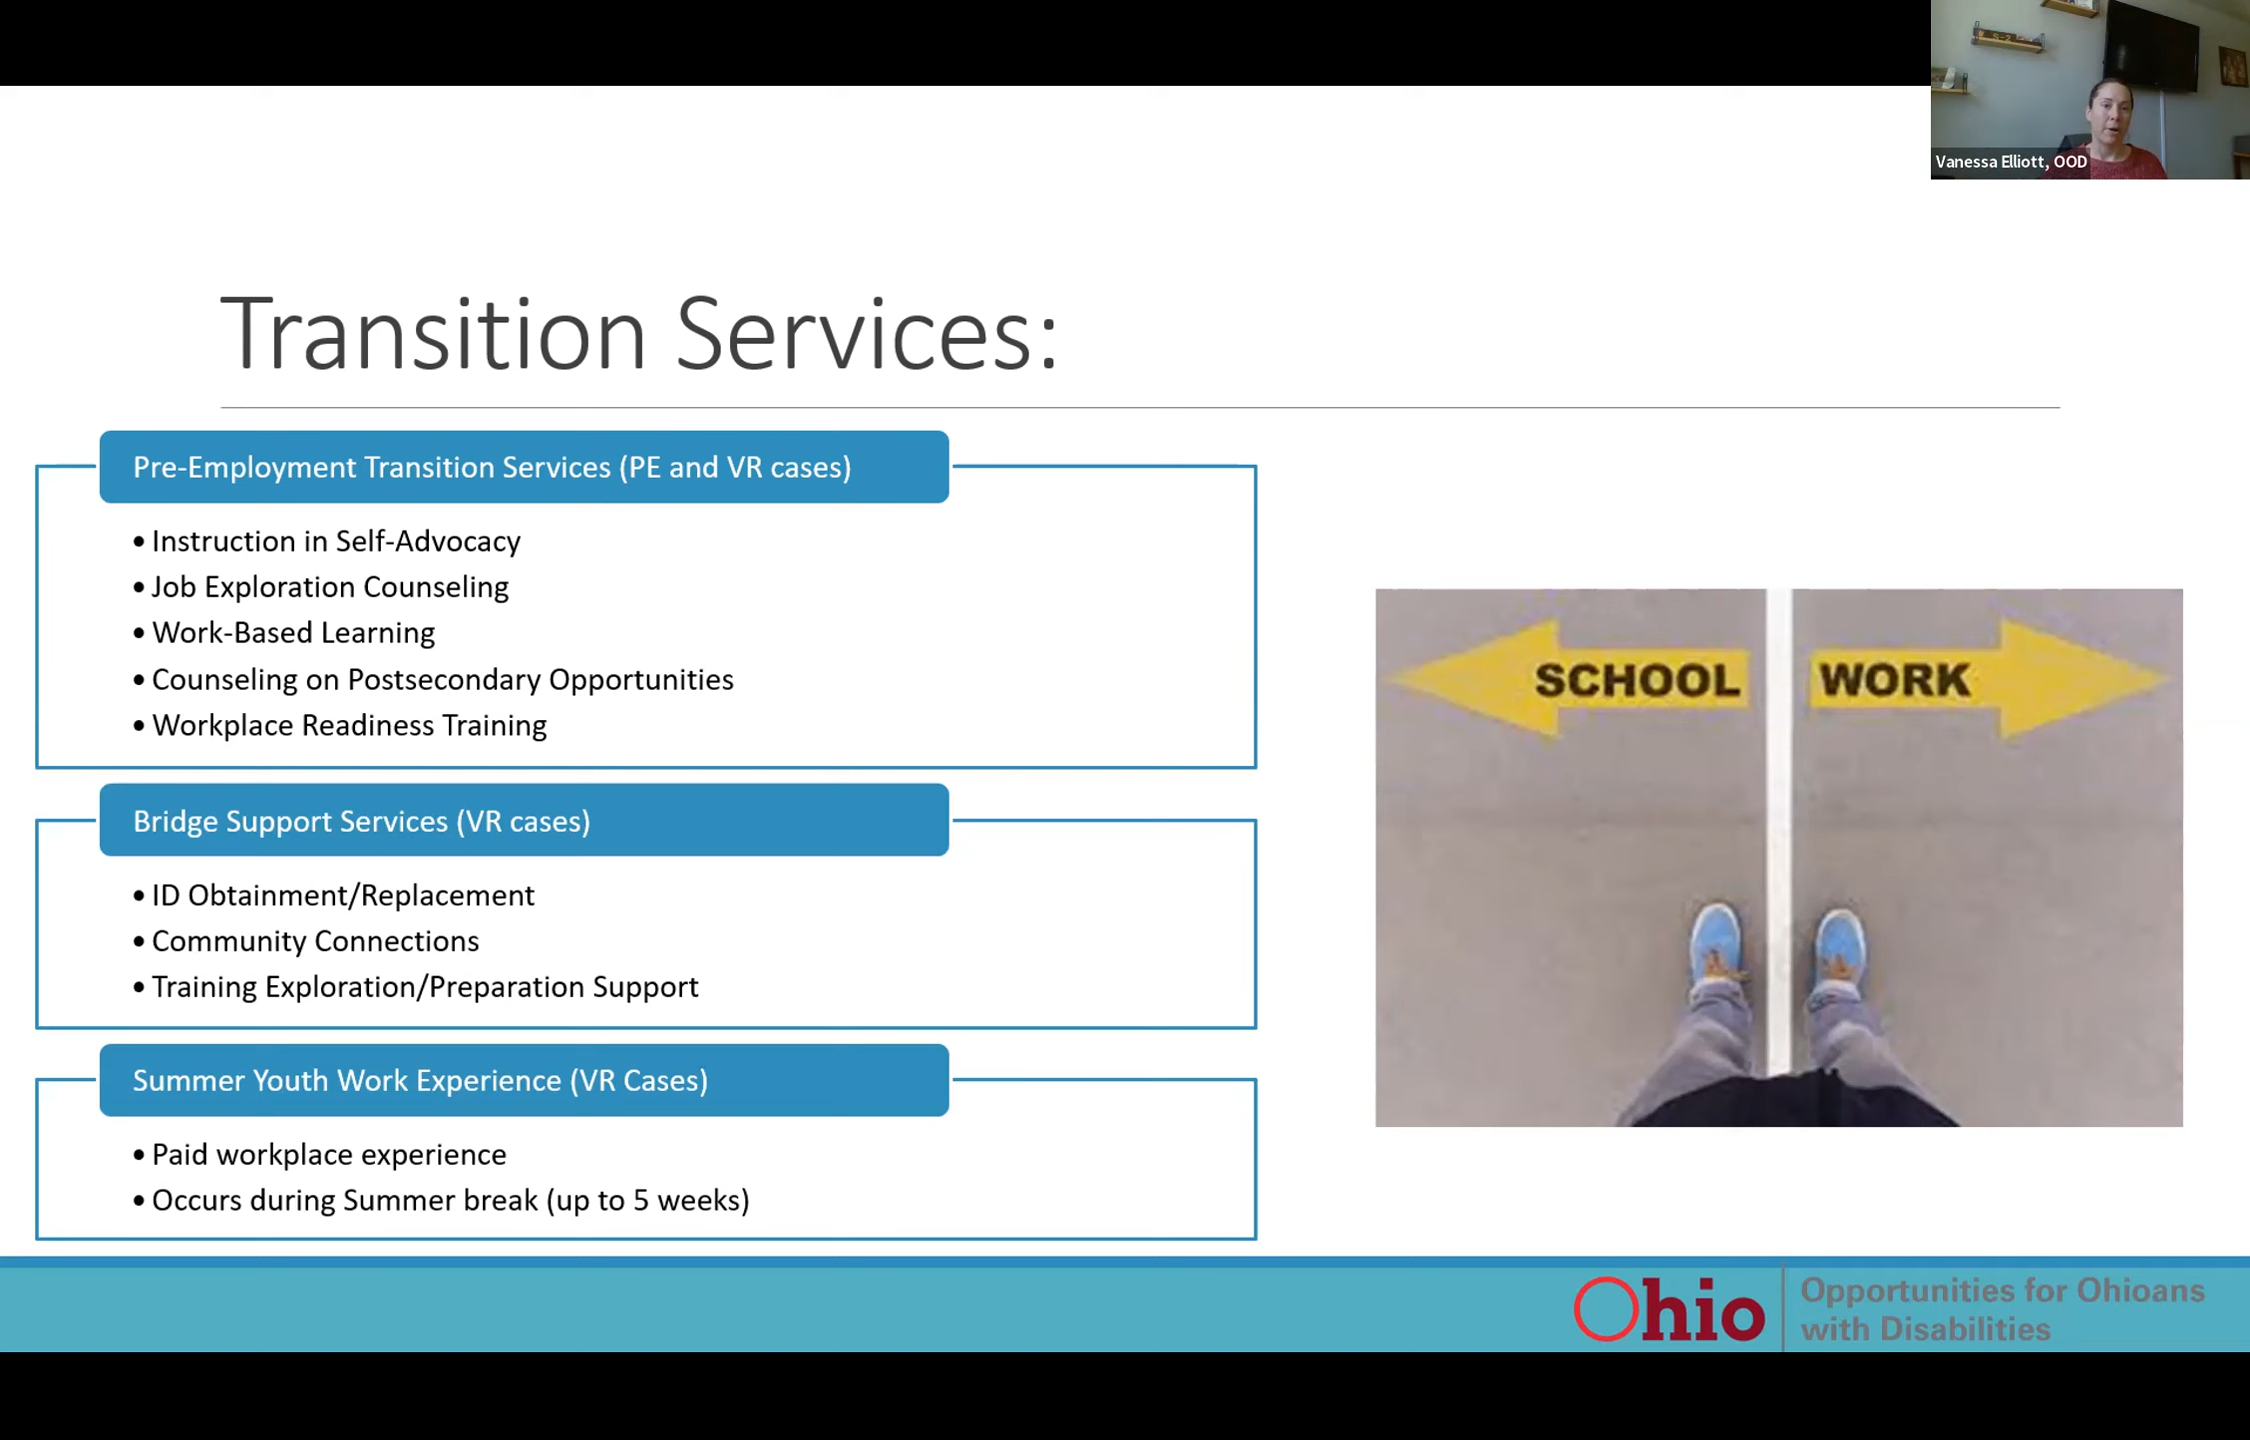 Vanessa Elliott, OOD
Transition Services:
Pre-Employment Transition Services (PE and VR cases)
• Instruction in Self-Advocacy
• Job Exploration Counseling
• Work-Based Learning
• Counseling on Postsecondary Opportunities
• Workplace Readiness Training
Bridge Support Services (VR cases)
• ID Obtainment/Replacement
• Community Connections
• Training Exploration/Preparation Support
Summer Youth Work Experience (VR Cases)
• Paid workplace experience
• Occurs during Summer break (up to 5 weeks)
SCHOOL
WORK
Ohio
Opportunities for Ohioans
with Disabilities